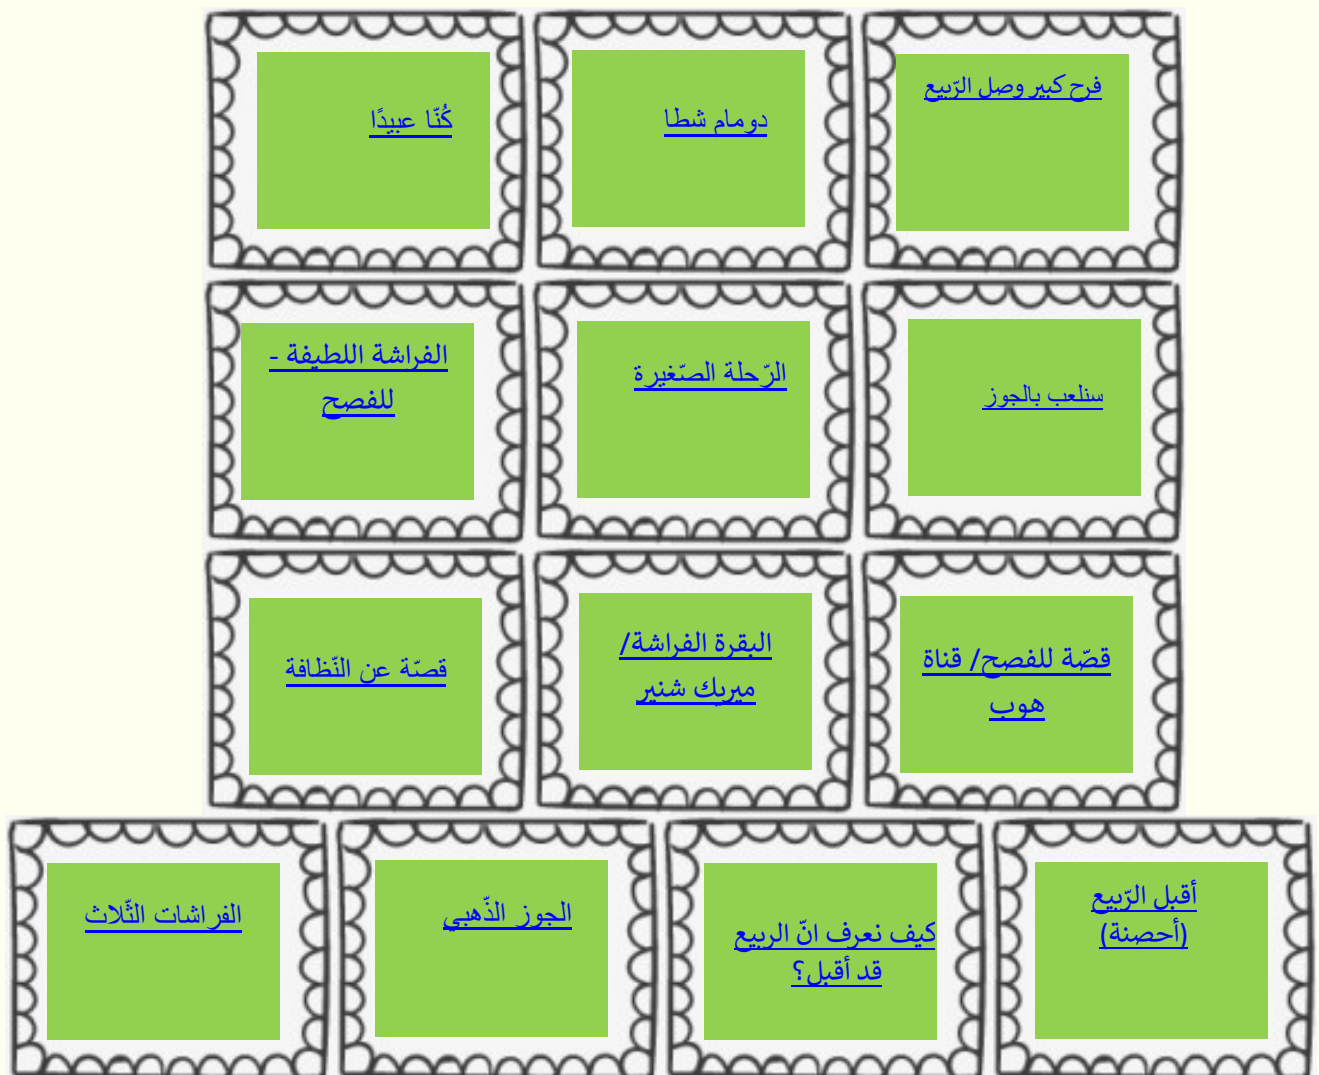 فرح كبير وصل الرّبيع
دومام شطا
كُنّا عبيدًا
سنلعب بالجوز
الرّحلة الصّغيرة
الفراشة اللطيفة -
للفصح
قصّة للفصح/ قناة
هوب
البقرة الفراشة/
ميريك شنير
قصّة عن النّظافة
أقبل الرّبيع
(أحصنة)
كيف نعرف انّ الربيع
قد أقبل؟
الجوز الذّهبي
الفراشات الثّلاث